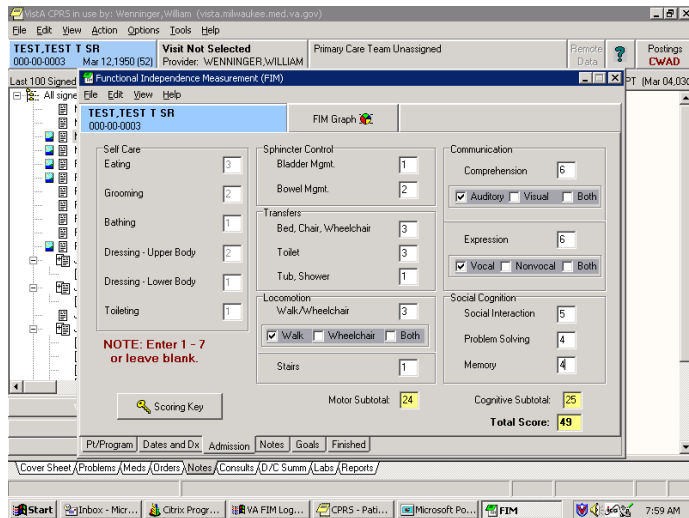 VistA CPRS in use by: Wenninger,William (vista.milwaukee.med.va.gov)
File Edit View Action Options Tools Help
TEST,TEST T SR Visit Not Selected Primary Care Team Unassigned Remote Data ? Postings
000-00-0003 Mar 12,1950 (52) Provider: WENNINGER,WILLIAM CWAD
Last 100 Signed
Functional Independence Measurement (FIM)
PT (Mar 04,03
All signe
File Edit View Help
TEST,TEST T SR
000-00-0003
FIM Graph
Self Care
Eating 3
Grooming 2
Bathing 1
Dressing - Upper Body 2
Dressing - Lower Body 1
Toileting 1
NOTE: Enter 1 - 7
or leave blank.
Scoring Key
Sphincter Control
Bladder Mgmt. 1
Bowel Mgmt. 2
Transfers
Bed, Chair, Wheelchair 3
Toilet 3
Tub, Shower 1
Locomotion
Walk/Wheelchair 3
Walk Wheelchair Both
Stairs 1
Motor Subtotal: 24
Communication
Comprehension 6
Auditory Visual Both
Expression 6
Vocal Nonvocal Both
Social Cognition
Social Interaction 5
Problem Solving 4
Memory 4
Cognitive Subtotal: 25
Total Score: 49
Pt/Program Dates and Dx Admission Notes Goals Finished
Cover Sheet Problems Meds Orders Notes Consults D/C Summ Labs Reports
Start Inbox - Micr... Citrix Progr... VA FIM Log... CPRS - Pati... Microsoft Po... FIM 7:59 AM